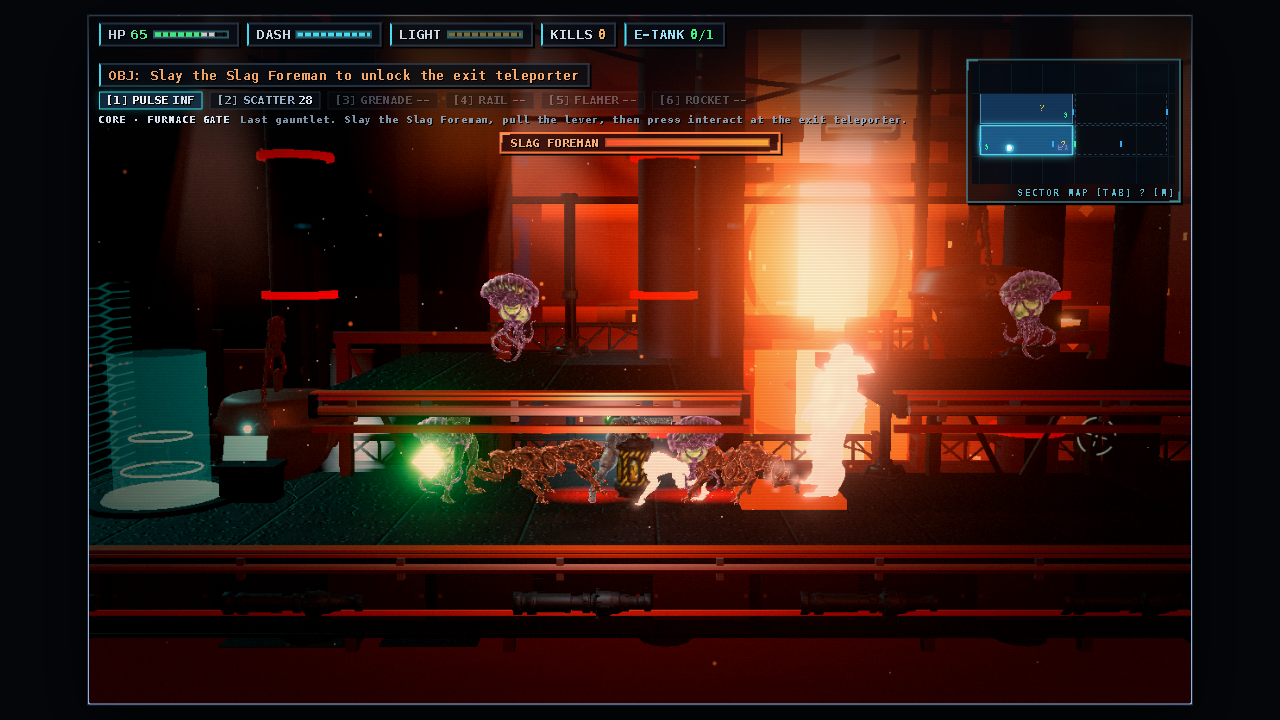 HP 65 DASH LIGHT KILLS 0 E-TANK 0/1
OBJ: Slay the Slag Foreman to unlock the exit teleporter
[1] PULSE INF [2] SCATTER 28 [3] GRENADE -- [4] RAIL -- [5] FLAMER -- [6] ROCKET --
CORE · FURNACE GATE Last gauntlet. Slay the Slag Foreman, pull the lever, then press interact at the exit teleporter.
SLAG FOREMAN
?
3
3
?
SECTOR MAP [TAB] ? [M]